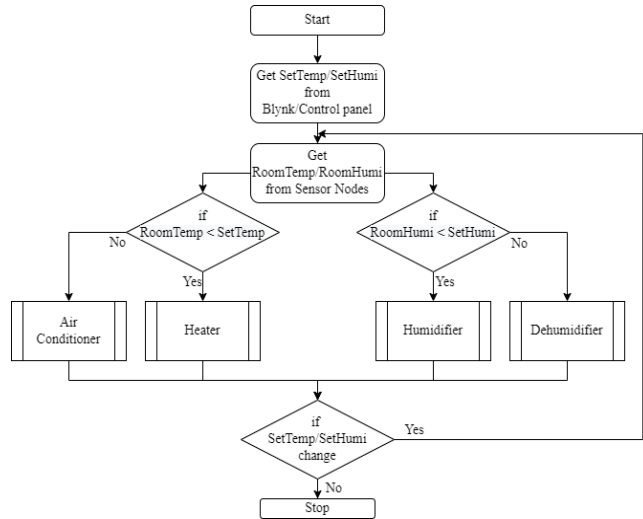 Start
Get SetTemp/SetHumi
from
Blynk/Control panel
Get
RoomTemp/RoomHumi
from Sensor Nodes
if
RoomTemp < SetTemp
if
RoomHumi < SetHumi
No
Yes
Yes
No
Air
Conditioner
Heater
Humidifier
Dehumidifier
if
SetTemp/SetHumi
change
Yes
No
Stop